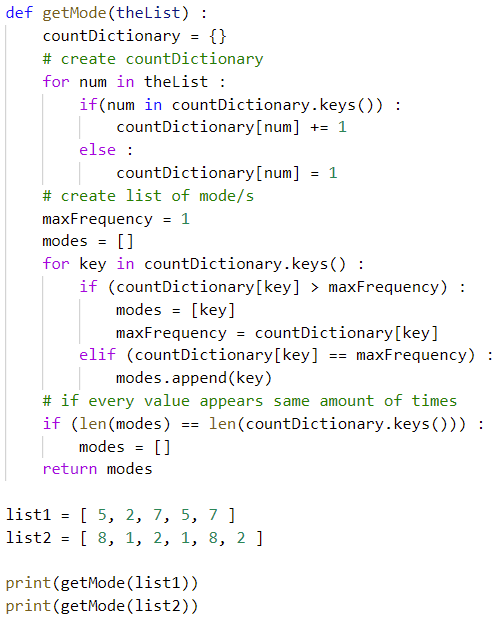 def getMode(theList) :
    countDictionary = {}
    # create countDictionary
    for num in theList :
        if(num in countDictionary.keys()) :
            countDictionary[num] += 1
        else :
            countDictionary[num] = 1
    # create list of mode/s
    maxFrequency = 1
    modes = []
    for key in countDictionary.keys() :
        if (countDictionary[key] > maxFrequency) :
            modes = [key]
            maxFrequency = countDictionary[key]
        elif (countDictionary[key] == maxFrequency) :
            modes.append(key)
    # if every value appears same amount of times
    if (len(modes) == len(countDictionary.keys())) :
        modes = []
    return modes

list1 = [ 5, 2, 7, 5, 7 ]
list2 = [ 8, 1, 2, 1, 8, 2 ]

print(getMode(list1))
print(getMode(list2))